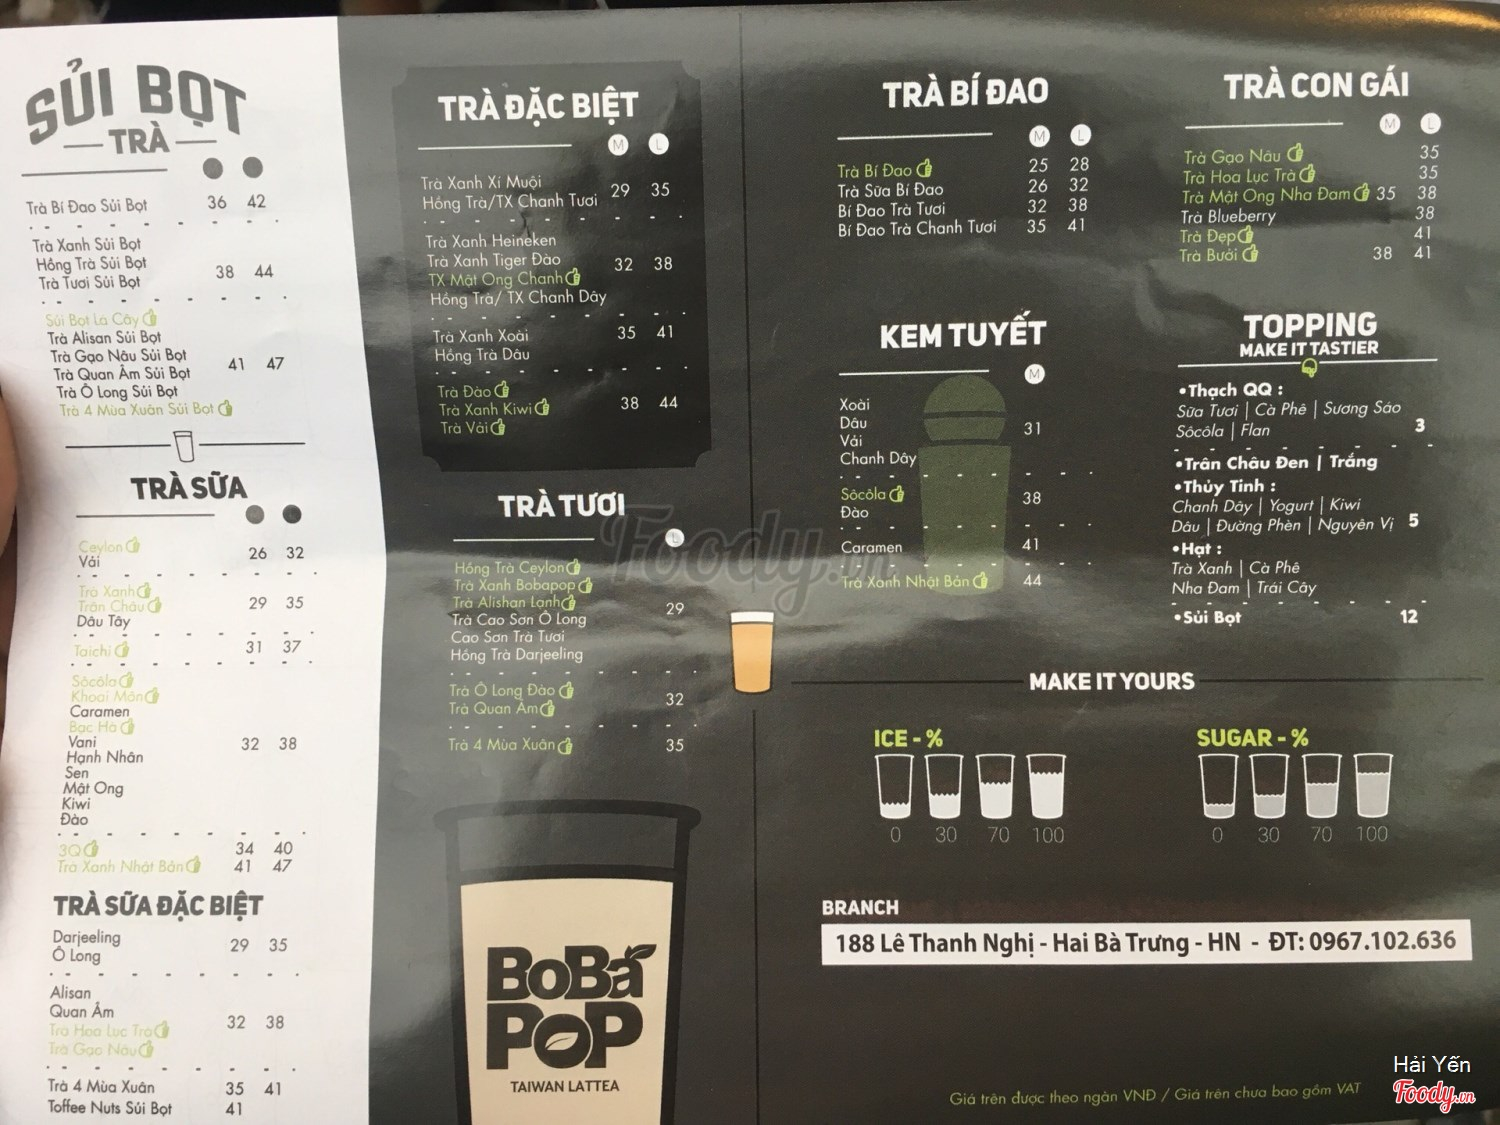 SỦI BỌT
TRÀ
Trà Bí Đao Sủi Bọt 36 42
Trà Xanh Sủi Bọt
Hồng Trà Sủi Bọt
Trà Tươi Sủi Bọt
38 44
Sủi Bọt Lá Cây
Trà Alisan Sủi Bọt
Trà Gạo Nâu Sủi Bọt
Trà Quan Âm Sủi Bọt
Trà Ô Long Sủi Bọt
Trà 4 Mùa Xuân Sủi Bọt
41 47
TRÀ SỮA
Ceylon
Vải
26 32
Trà Xanh
Trân Châu
Dâu Tây
29 35
Taichi 31 37
Sôcôla
Khoai Môn
Caramen
Bạc Hà
Vani
Hạnh Nhân
Sen
Mật Ong
Kiwi
Đào
32 38
3Q 34 40
Trà Xanh Nhật Bản 41 47
TRÀ SỮA ĐẶC BIỆT
Darjeeling
Ô Long
29 35
Alisan
Quan Âm
Trà Hoa Lục Trà
Trà Gạo Nâu
32 38
Trà 4 Mùa Xuân 35 41
Toffee Nuts Sủi Bọt 41
TRÀ ĐẶC BIỆT
M L
Trà Xanh Xí Muội
Hồng Trà/TX Chanh Tươi
29 35
Trà Xanh Heineken
Trà Xanh Tiger Đào
TX Mật Ong Chanh
Hồng Trà/ TX Chanh Dây
32 38
Trà Xanh Xoài
Hồng Trà Dâu
35 41
Trà Đào
Trà Xanh Kiwi
Trà Vải
38 44
TRÀ TƯƠI
L
Hồng Trà Ceylon
Trà Xanh Bobapop
Trà Alishan Lạnh
Trà Cao Sơn Ô Long
Cao Sơn Trà Tươi
Hồng Trà Darjeeling
29
Trà Ô Long Đào
Trà Quan Âm
32
Trà 4 Mùa Xuân 35
BoBa
PoP
TAIWAN LATTEA
TRÀ BÍ ĐAO
M L
Trà Bí Đao 25 28
Trà Sữa Bí Đao 26 32
Bí Đao Trà Tươi 32 38
Bí Đao Trà Chanh Tươi 35 41
KEM TUYẾT
M
Xoài
Dâu
Vải
Chanh Dây
31
Sôcôla
Đào
38
Caramen 41
Trà Xanh Nhật Bản 44
TRÀ CON GÁI
M L
Trà Gạo Nâu 35
Trà Hoa Lục Trà 35
Trà Mật Ong Nha Đam 35 38
Trà Blueberry 38
Trà Đẹp 41
Trà Bưởi 38 41
TOPPING
MAKE IT TASTIER
•Thạch QQ :
Sữa Tươi | Cà Phê | Sương Sáo
Sôcôla | Flan 3
•Trân Châu Đen | Trắng
•Thủy Tinh :
Chanh Dây | Yogurt | Kiwi
Dâu | Đường Phèn | Nguyên Vị 5
•Hạt :
Trà Xanh | Cà Phê
Nha Đam | Trái Cây
•Sủi Bọt 12
MAKE IT YOURS
ICE - %
0 30 70 100
SUGAR - %
0 30 70 100
BRANCH
188 Lê Thanh Nghị - Hai Bà Trưng - HN - ĐT: 0967.102.636
Giá trên được theo ngàn VNĐ / Giá trên chưa bao gồm VAT
Foody.vn
Hải Yến
Foody.vn